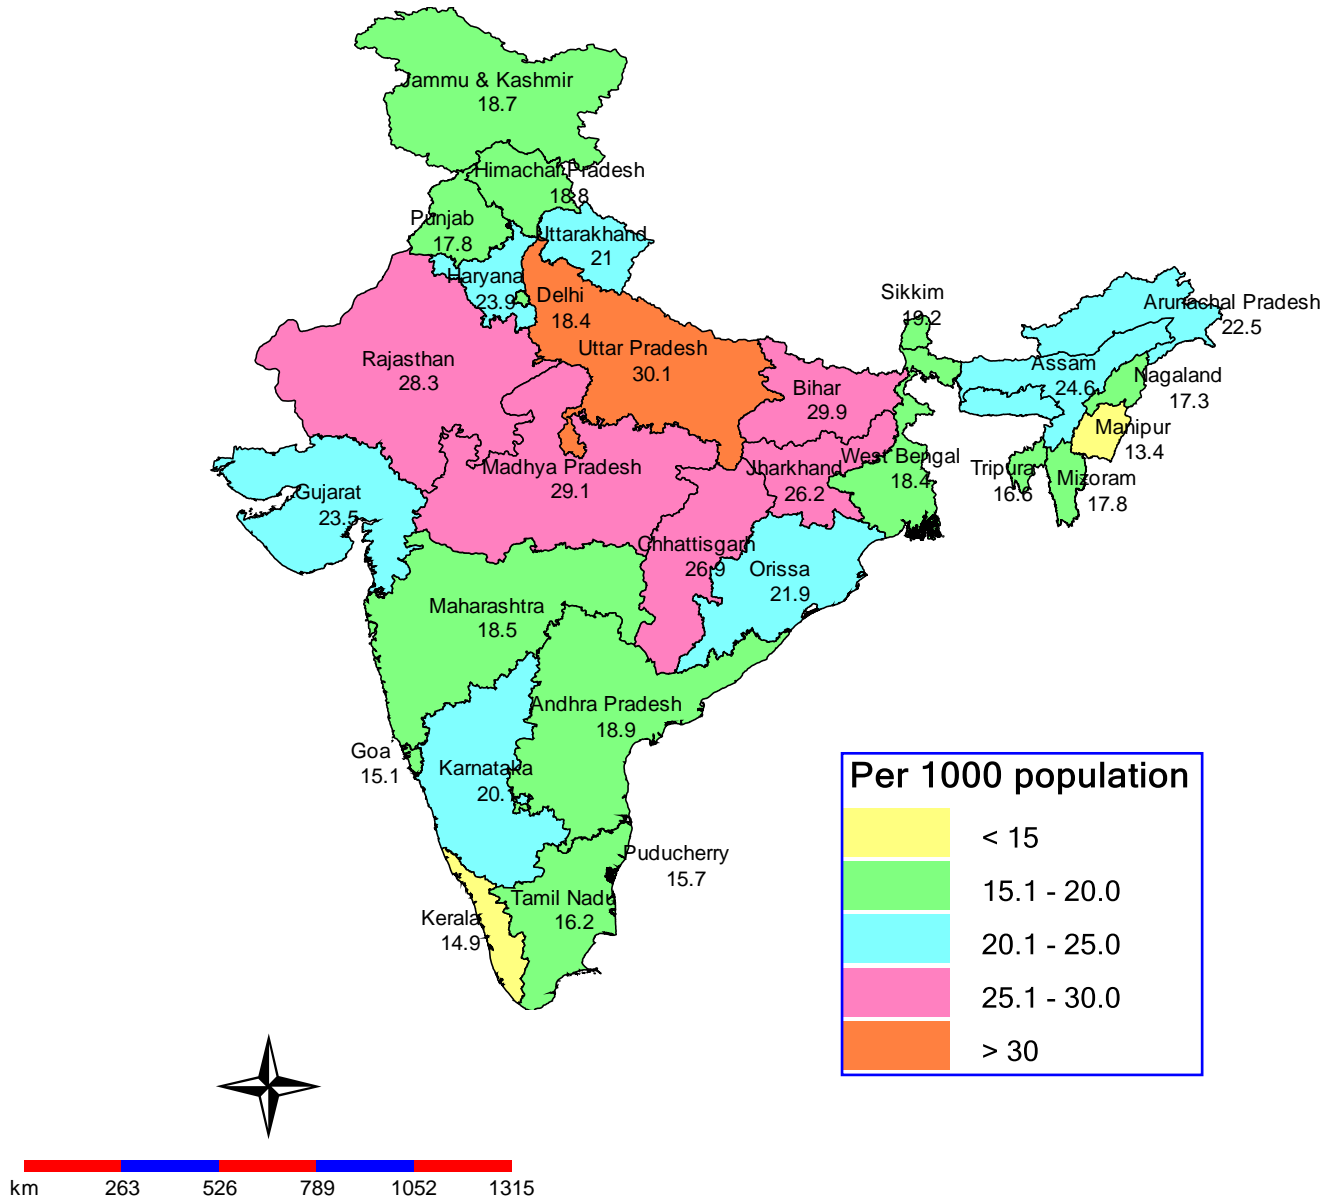 Jammu & Kashmir
18.7
Himachal Pradesh
18.8
Punjab
17.8
Uttarakhand
21
Haryana
23.9
Delhi
18.4
Uttar Pradesh
30.1
Rajasthan
28.3
Sikkim
19.2
Arunachal Pradesh
22.5
Assam
24.6
Nagaland
17.3
Bihar
29.9
Manipur
13.4
Madhya Pradesh
29.1
Jharkhand
26.2
West Bengal
18.4
Tripura
16.6
Mizoram
17.8
Gujarat
23.5
Chhattisgarh
26.9
Orissa
21.9
Maharashtra
18.5
Andhra Pradesh
18.9
Goa
15.1
Karnataka
Puducherry
15.7
Tamil Nadu
16.2
Kerala
14.9
Per 1000 population
< 15
15.1 - 20.0
20.1 - 25.0
25.1 - 30.0
> 30
km 263 526 789 1052 1315